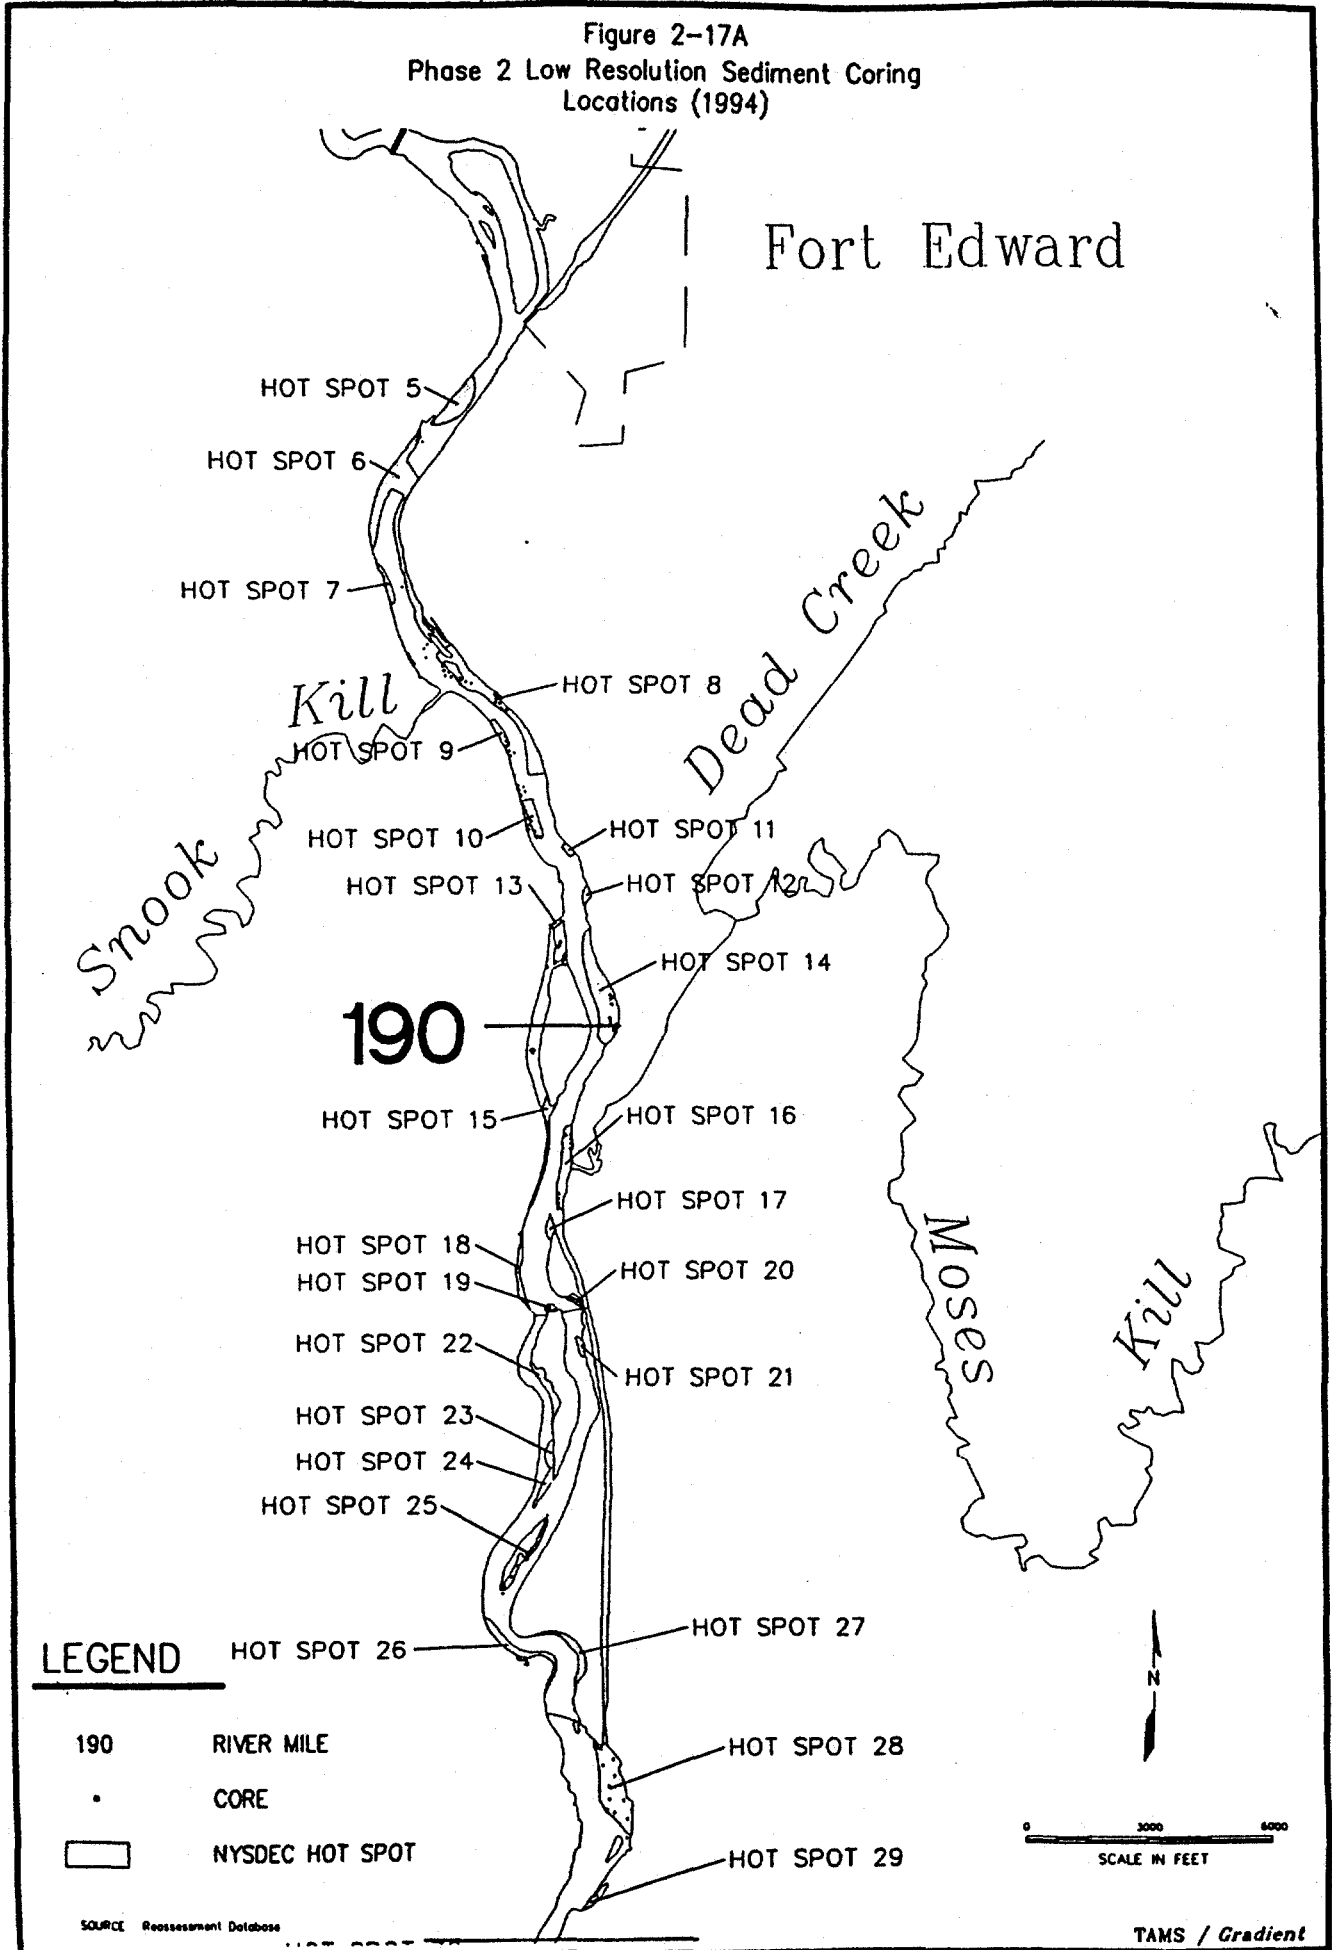 Figure 2-17A
Phase 2 Low Resolution Sediment Coring
Locations (1994)
Fort Edward
HOT SPOT 5
HOT SPOT 6
Dead Creek
HOT SPOT 7
HOT SPOT 8
Snook Kill
HOT SPOT 9
HOT SPOT 10
HOT SPOT 11
HOT SPOT 13
HOT SPOT 12
HOT SPOT 14
190
HOT SPOT 15
HOT SPOT 16
HOT SPOT 17
HOT SPOT 18
HOT SPOT 20
HOT SPOT 19
Moses Kill
HOT SPOT 22
HOT SPOT 21
HOT SPOT 23
HOT SPOT 24
HOT SPOT 25
HOT SPOT 27
HOT SPOT 26
LEGEND
N
190 RIVER MILE
HOT SPOT 28
CORE
NYSDEC HOT SPOT
0 3000 6000
SCALE IN FEET
HOT SPOT 29
SOURCE Reassessment Database
TAMS / Gradient